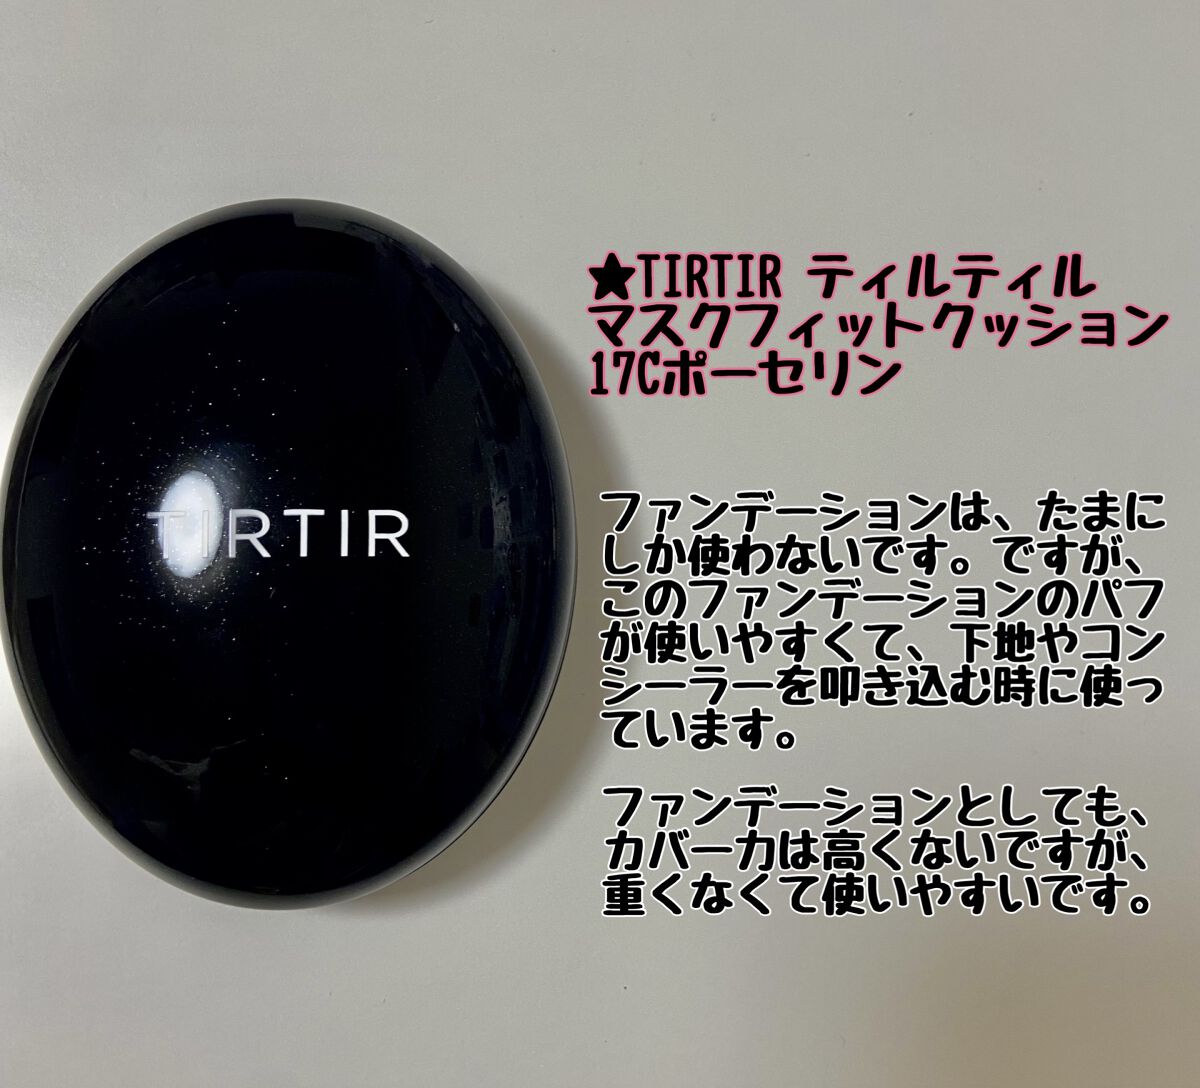 TIRTIR
★TIRTIR ティルティル
マスクフィットクッション
17Cポーセリン
ファンデーションは、たまに
しか使わないです。ですが、
このファンデーションのパフ
が使いやすくて、下地やコン
シーラーを叩き込む時に使っ
ています。
ファンデーションとしても、
カバー力は高くないですが、
重くなくて使いやすいです。